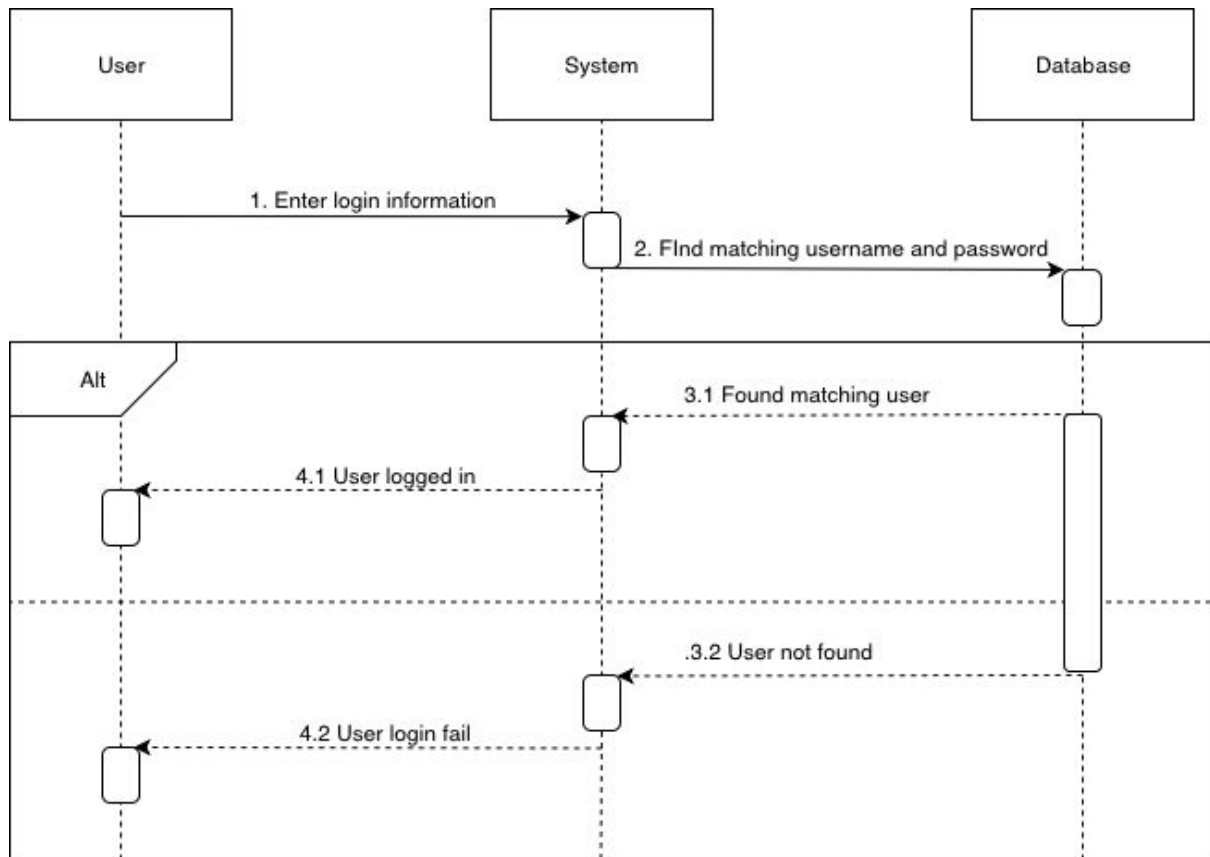 User
System
Database
1. Enter login information
2. FInd matching username and password
Alt
3.1 Found matching user
4.1 User logged in
.3.2 User not found
4.2 User login fail